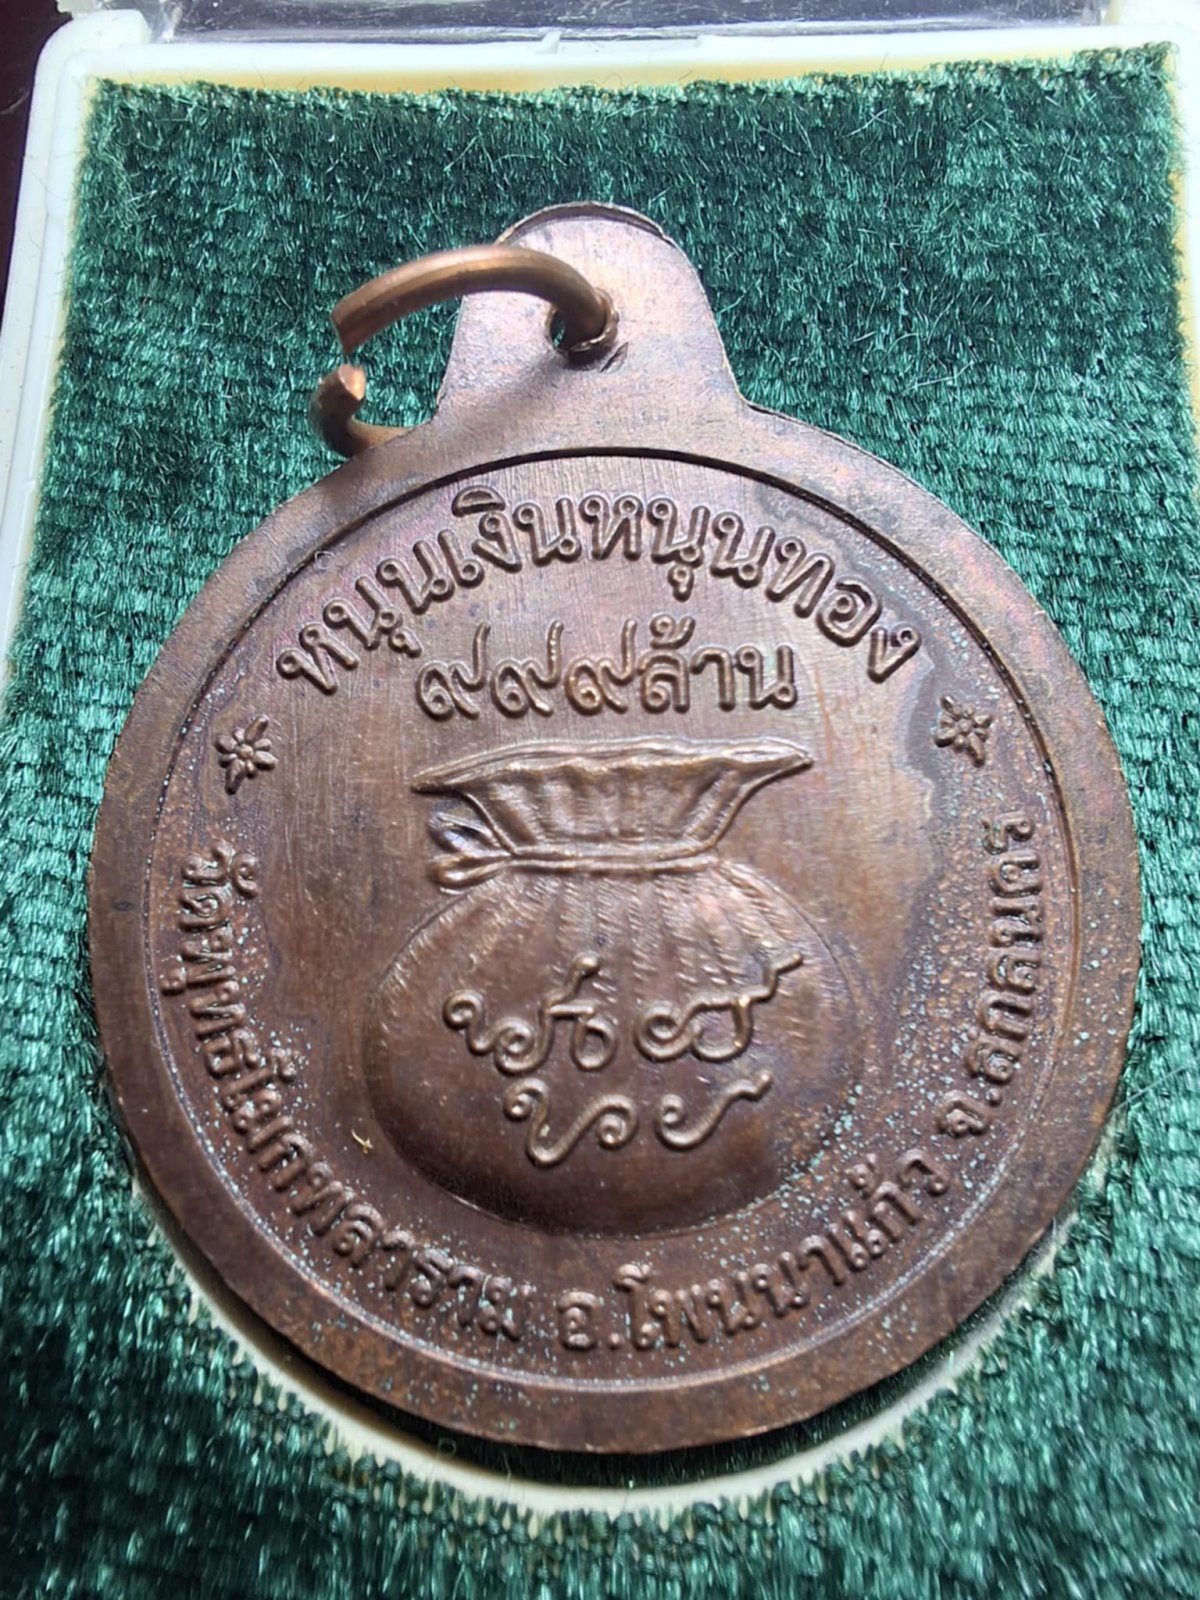 หนุนเงินหนุนทอง
๙๙๙ล้าน
วัดพุทธโมกพลาราม อ.โพนนาแก้ว จ.สกลนคร